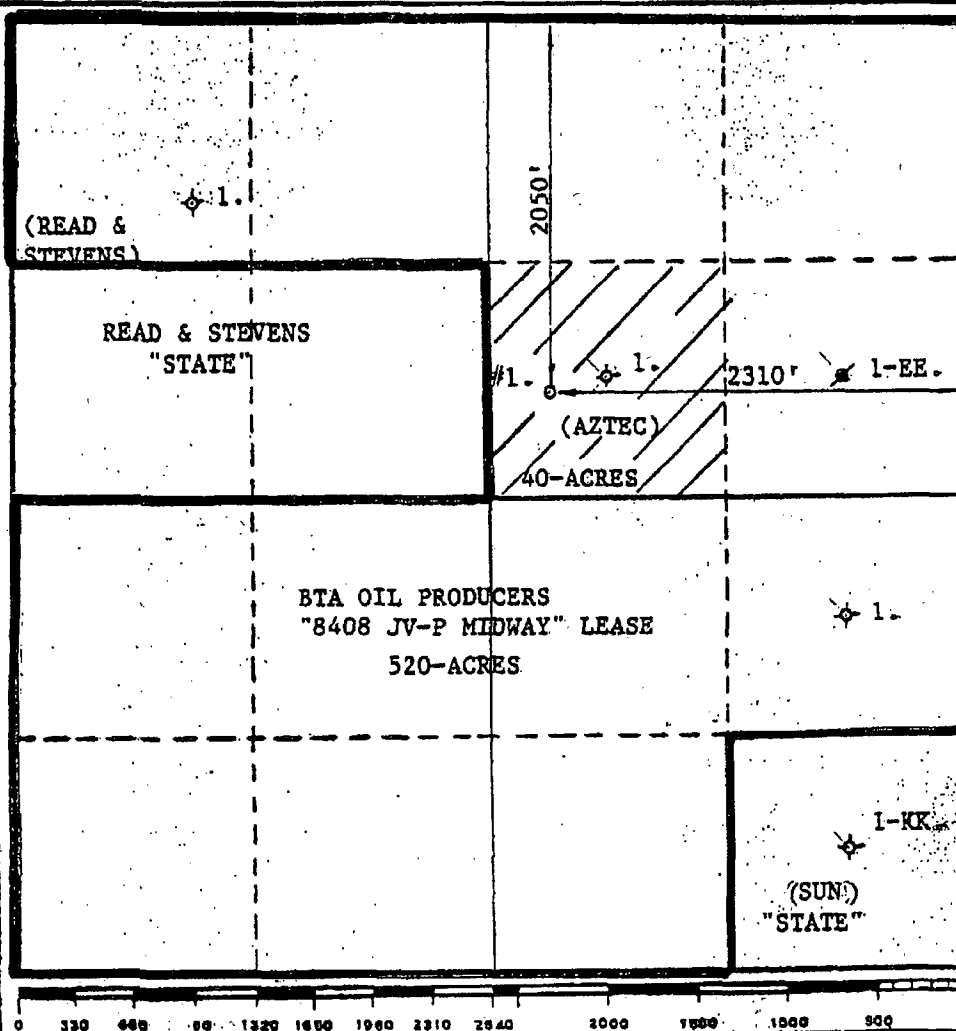 2050'
1.
(READ &
STEVENS)
READ & STEVENS
"STATE"
#1.
1.
2310'
1-EE.
(AZTEC)
40-ACRES
BTA OIL PRODUCERS
"8408 JV-P MIDWAY" LEASE
520-ACRES
1.
1-KK.
(SUN)
"STATE"
0 330 660 90 1320 1650 1980 2310 2640 2000 1500 1000 500